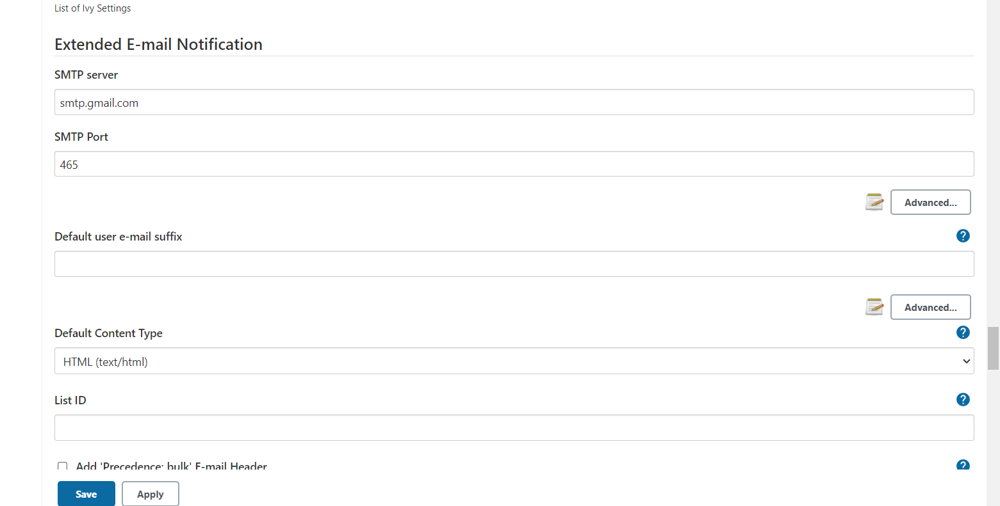 List of Ivy Settings
Extended E-mail Notification
SMTP server
smtp.gmail.com
SMTP Port
465
Advanced...
Default user e-mail suffix
?
Advanced...
Default Content Type
?
HTML (text/html)
List ID
?
Add 'Precedence: bulk' E-mail Header
?
Save
Apply